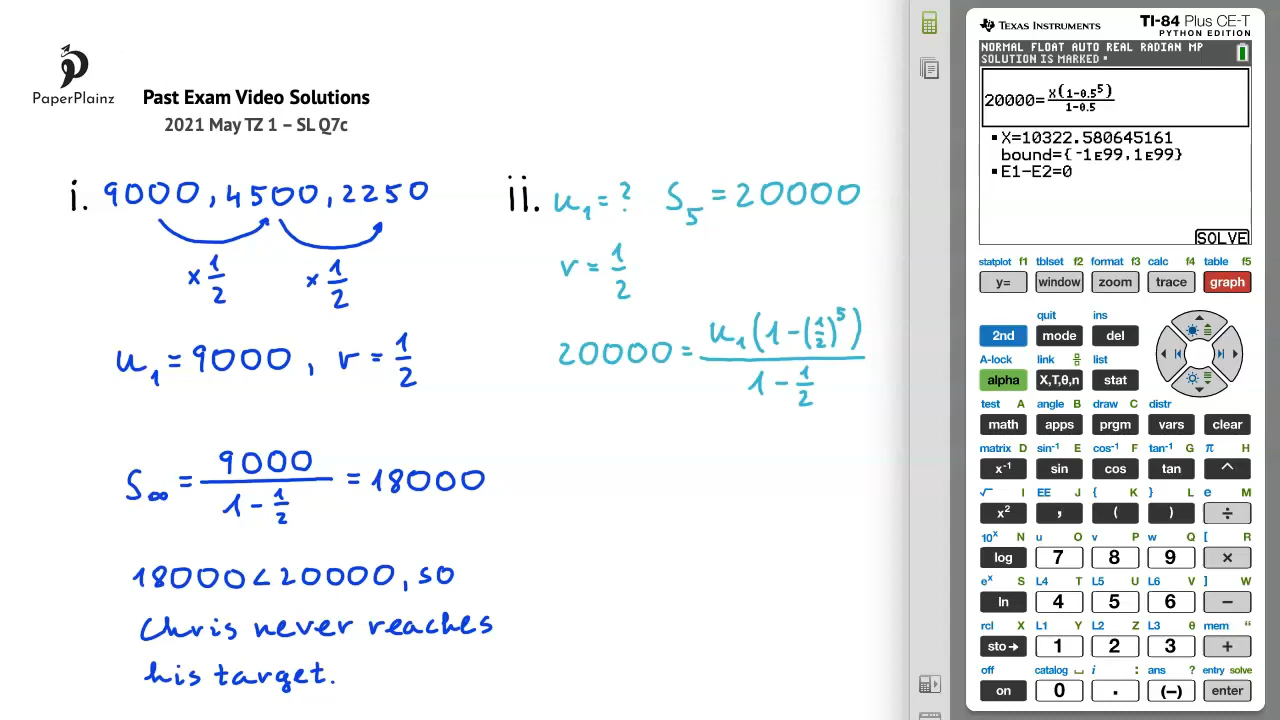 PaperPlainz
Past Exam Video Solutions
2021 May TZ 1 – SL Q7c
i. 9000, 4500, 2250
×1/2 ×1/2
u₁ = 9000, r = 1/2
S∞ = 9000/(1 - 1/2) = 18000
18000 < 20000, so
Chris never reaches
his target.
ii. u₁ = ? S₅ = 20000
r = 1/2
20000 = u₁(1 - (1/2)⁵)/(1 - 1/2)
TEXAS INSTRUMENTS TI-84 Plus CE-T
PYTHON EDITION
NORMAL FLOAT AUTO REAL RADIAN MP
SOLUTION IS MARKED ▪
20000=X(1-0.5⁵)/(1-0.5)
▪X=10322.580645161
bound={-1ᴇ99,1ᴇ99}
▪E1-E2=0
SOLVE
statplot f1 tblset f2 format f3 calc f4 table f5
y= window zoom trace graph
quit ins
2nd mode del
A-lock link list
alpha X,T,θ,n stat
test A angle B draw C distr
math apps prgm vars clear
matrix D sin⁻¹ E cos⁻¹ F tan⁻¹ G π H
x⁻¹ sin cos tan ^
√ I EE J { K } L e M
x² , ( ) ÷
10ˣ N u O v P w Q [ R
log 7 8 9 ×
eˣ S L4 T L5 U L6 V ] W
ln 4 5 6 −
rcl X L1 Y L2 Z L3 θ mem "
sto→ 1 2 3 +
off catalog ␣ i : ans ? entry solve
on 0 . (−) enter